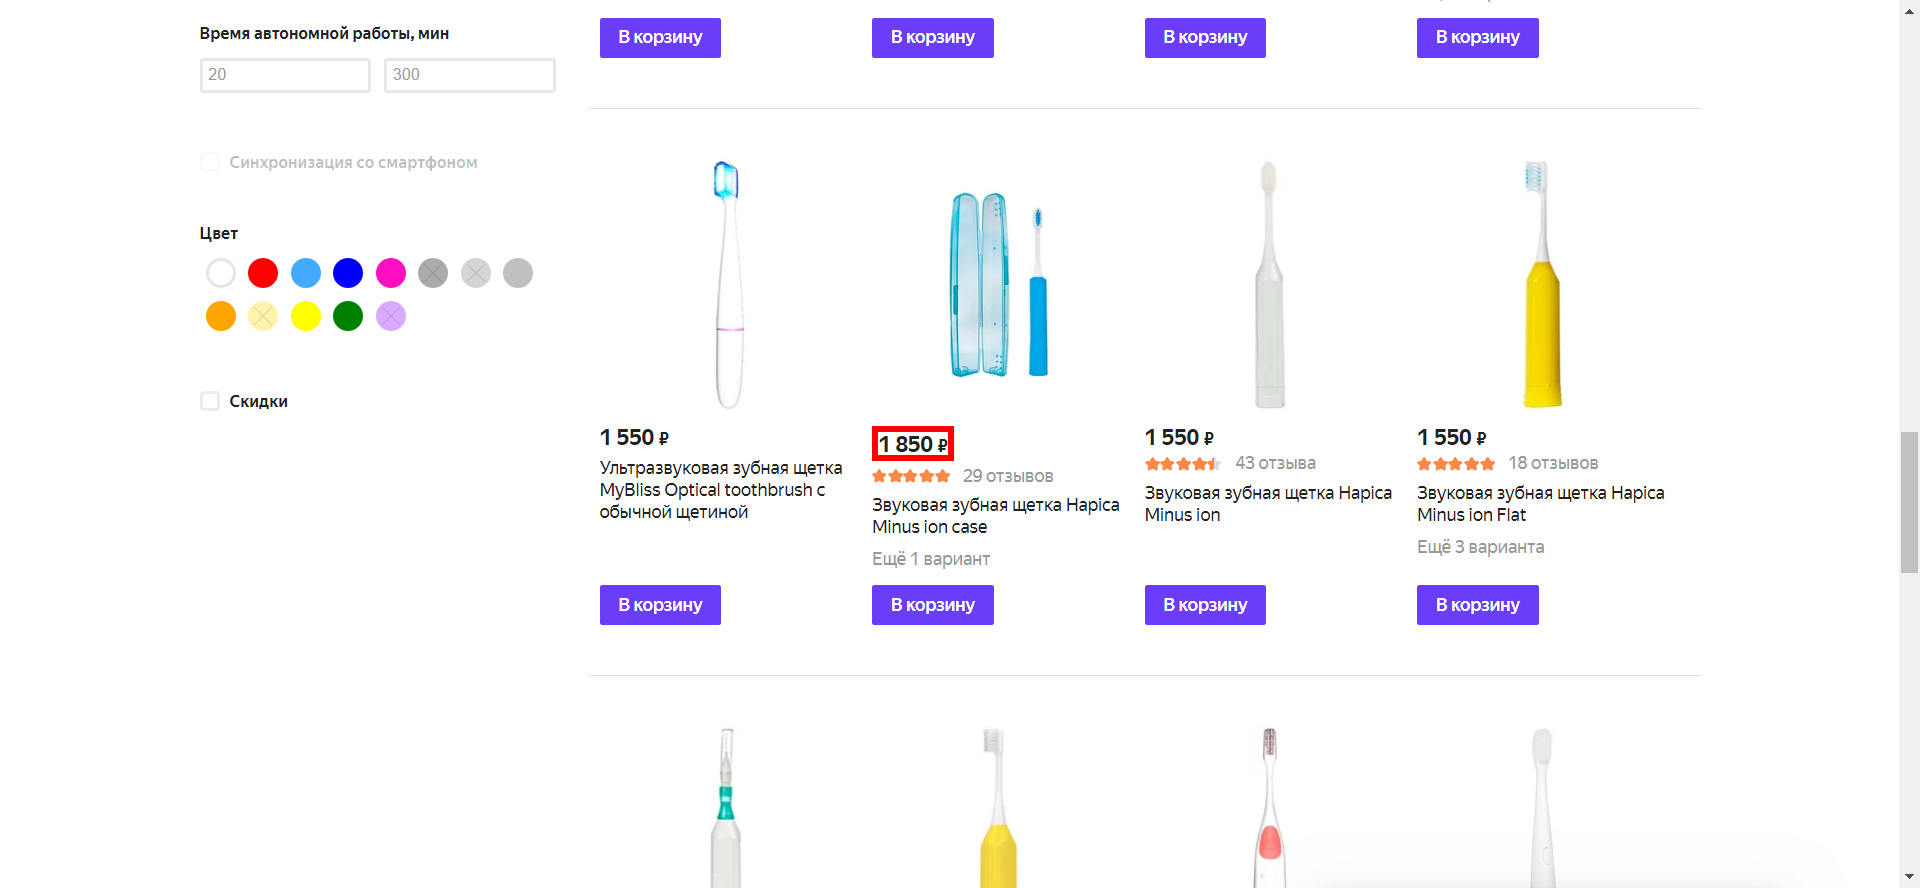 Время автономной работы, мин
20
300
Синхронизация со смартфоном
Цвет
Скидки
В корзину
В корзину
В корзину
В корзину
1 550 ₽
Ультразвуковая зубная щетка
MyBliss Optical toothbrush с
обычной щетиной
В корзину
1 850 ₽
29 отзывов
Звуковая зубная щетка Hapica
Minus ion case
Ещё 1 вариант
В корзину
1 550 ₽
43 отзыва
Звуковая зубная щетка Hapica
Minus ion
В корзину
1 550 ₽
18 отзывов
Звуковая зубная щетка Hapica
Minus ion Flat
Ещё 3 варианта
В корзину